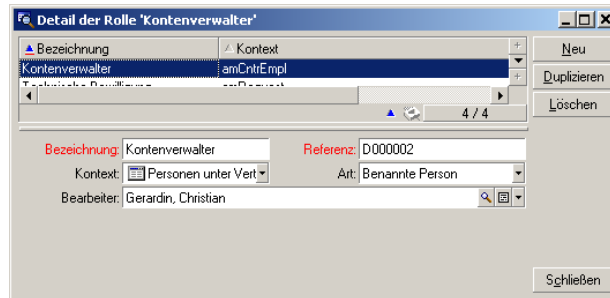 Detail der Rolle 'Kontenverwalter'
Bezeichnung Kontext
Kontenverwalter amCntrEmpl
4 / 4
Bezeichnung: Kontenverwalter Referenz: D000002
Kontext: Personen unter Vert Art: Benannte Person
Bearbeiter: Gerardin, Christian
Neu
Duplizieren
Löschen
Schließen